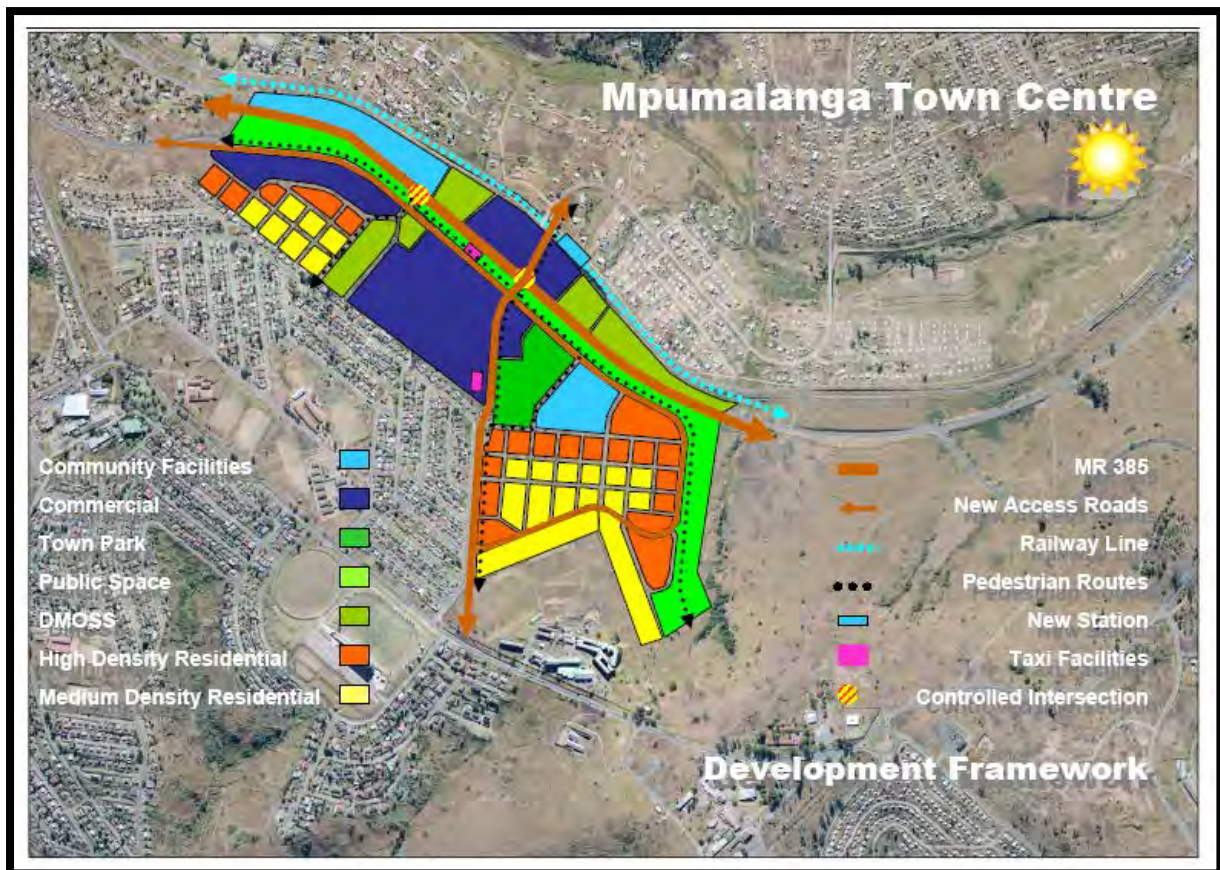 Mpumalanga Town Centre
Community Facilities
Commercial
Town Park
Public Space
DMOSS
High Density Residential
Medium Density Residential
MR 385
New Access Roads
Railway Line
Pedestrian Routes
New Station
Taxi Facilities
Controlled Intersection
Development Framework